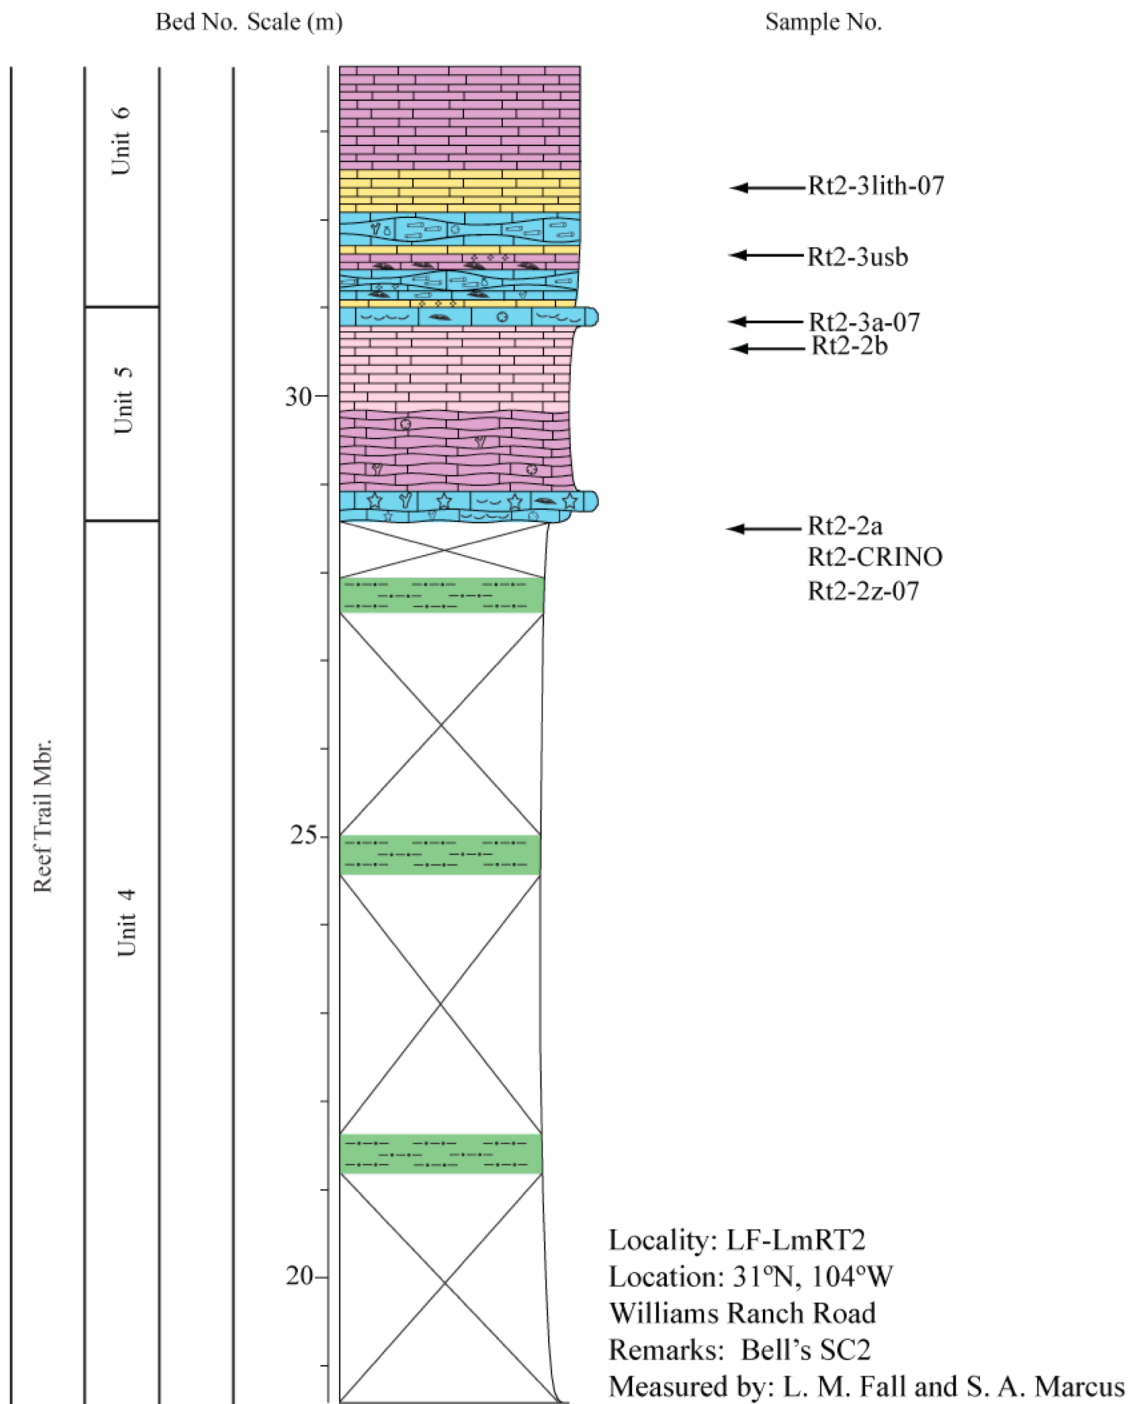 Bed No. Scale (m) Sample No.
Unit 6
Rt2-3lith-07
Rt2-3usb
Rt2-3a-07
Rt2-2b
Unit 5
30
Rt2-2a
Rt2-CRINO
Rt2-2z-07
Reef Trail Mbr.
Unit 4
25
20
Locality: LF-LmRT2
Location: 31ºN, 104ºW
Williams Ranch Road
Remarks: Bell's SC2
Measured by: L. M. Fall and S. A. Marcus